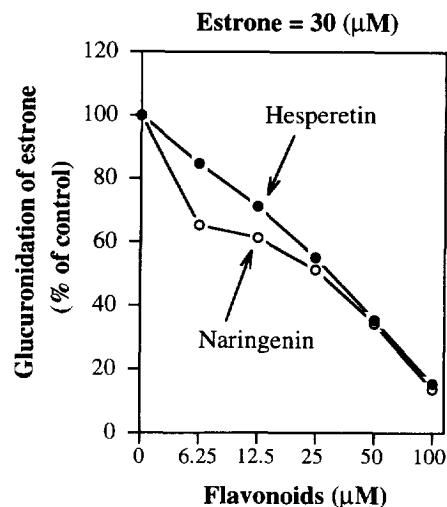 Estrone = 30 (µM)
Glucuronidation of estrone
(% of control)
120
100
80
60
40
20
0
Hesperetin
Naringenin
0 6.25 12.5 25 50 100
Flavonoids (µM)